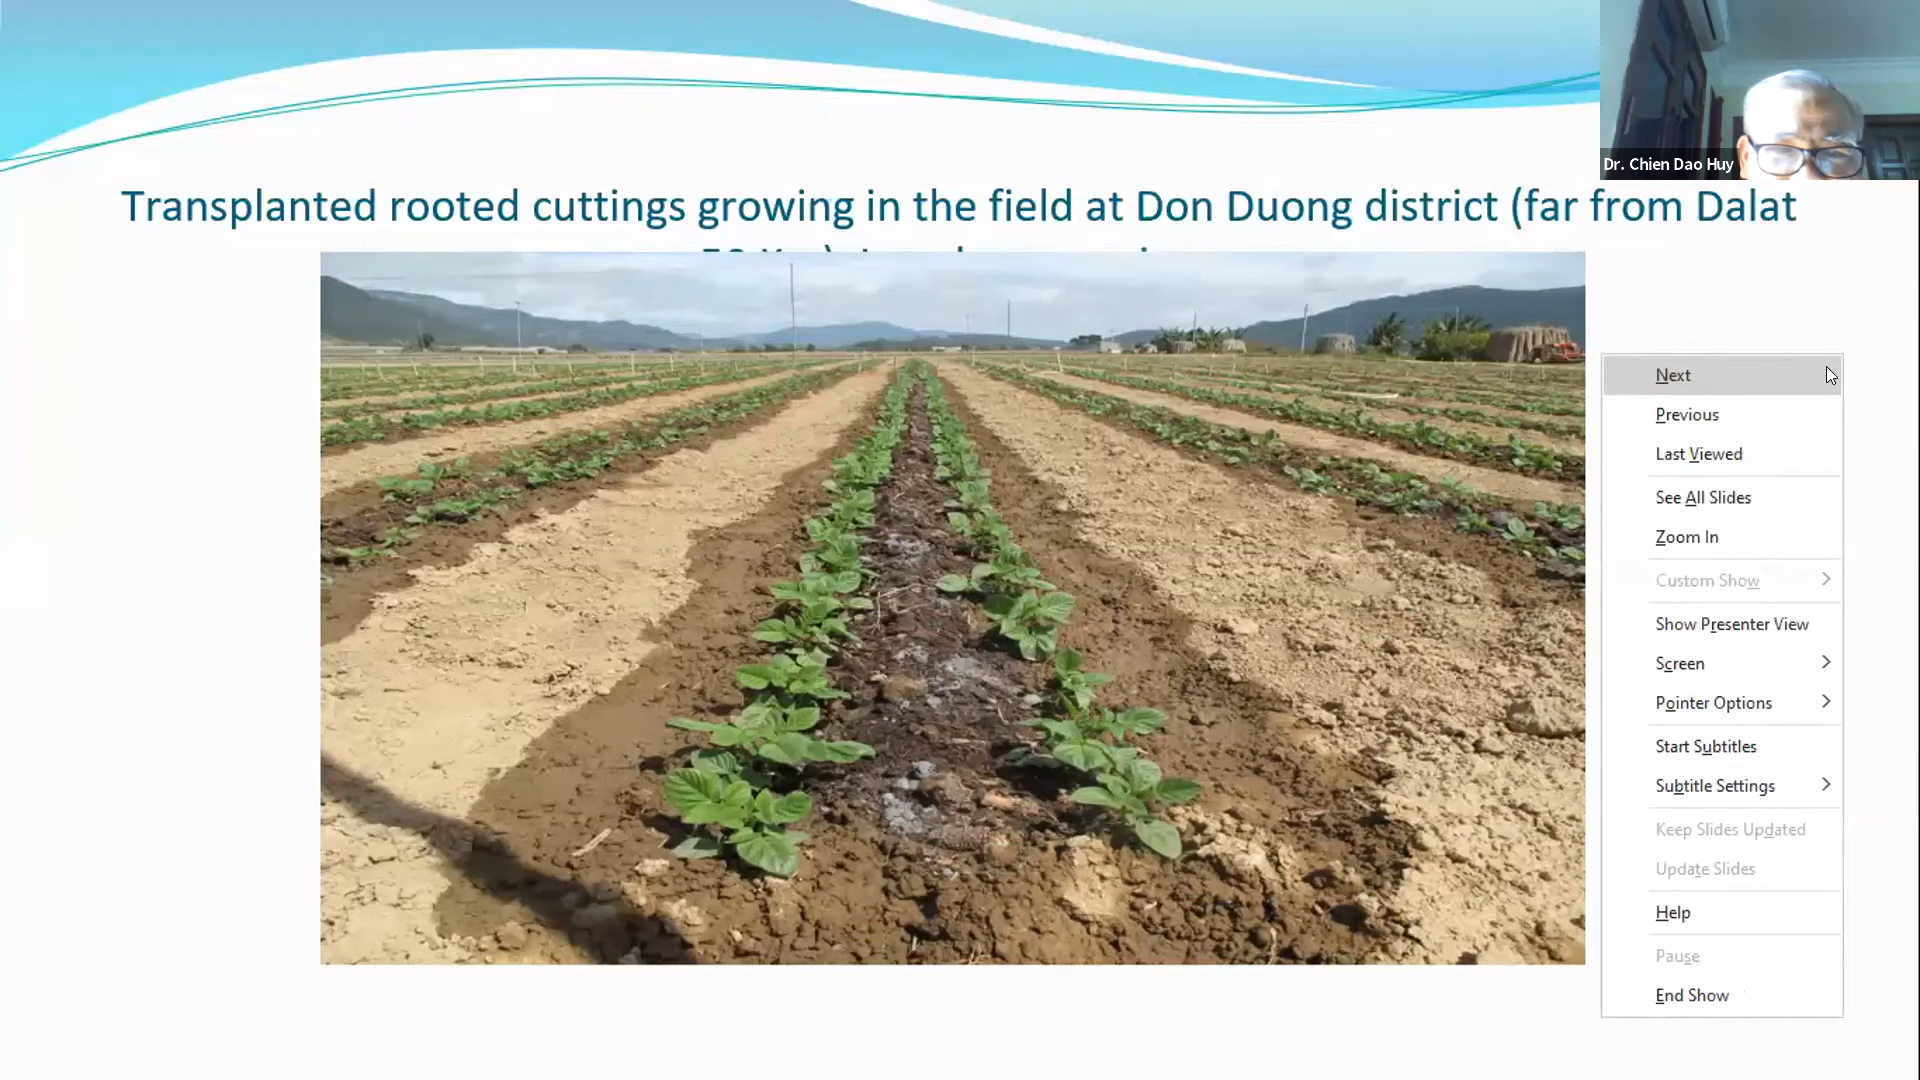 Dr. Chien Dao Huy
Transplanted rooted cuttings growing in the field at Don Duong district (far from Dalat
Next
Previous
Last Viewed
See All Slides
Zoom In
Custom Show
Show Presenter View
Screen
Pointer Options
Start Subtitles
Subtitle Settings
Keep Slides Updated
Update Slides
Help
Pause
End Show